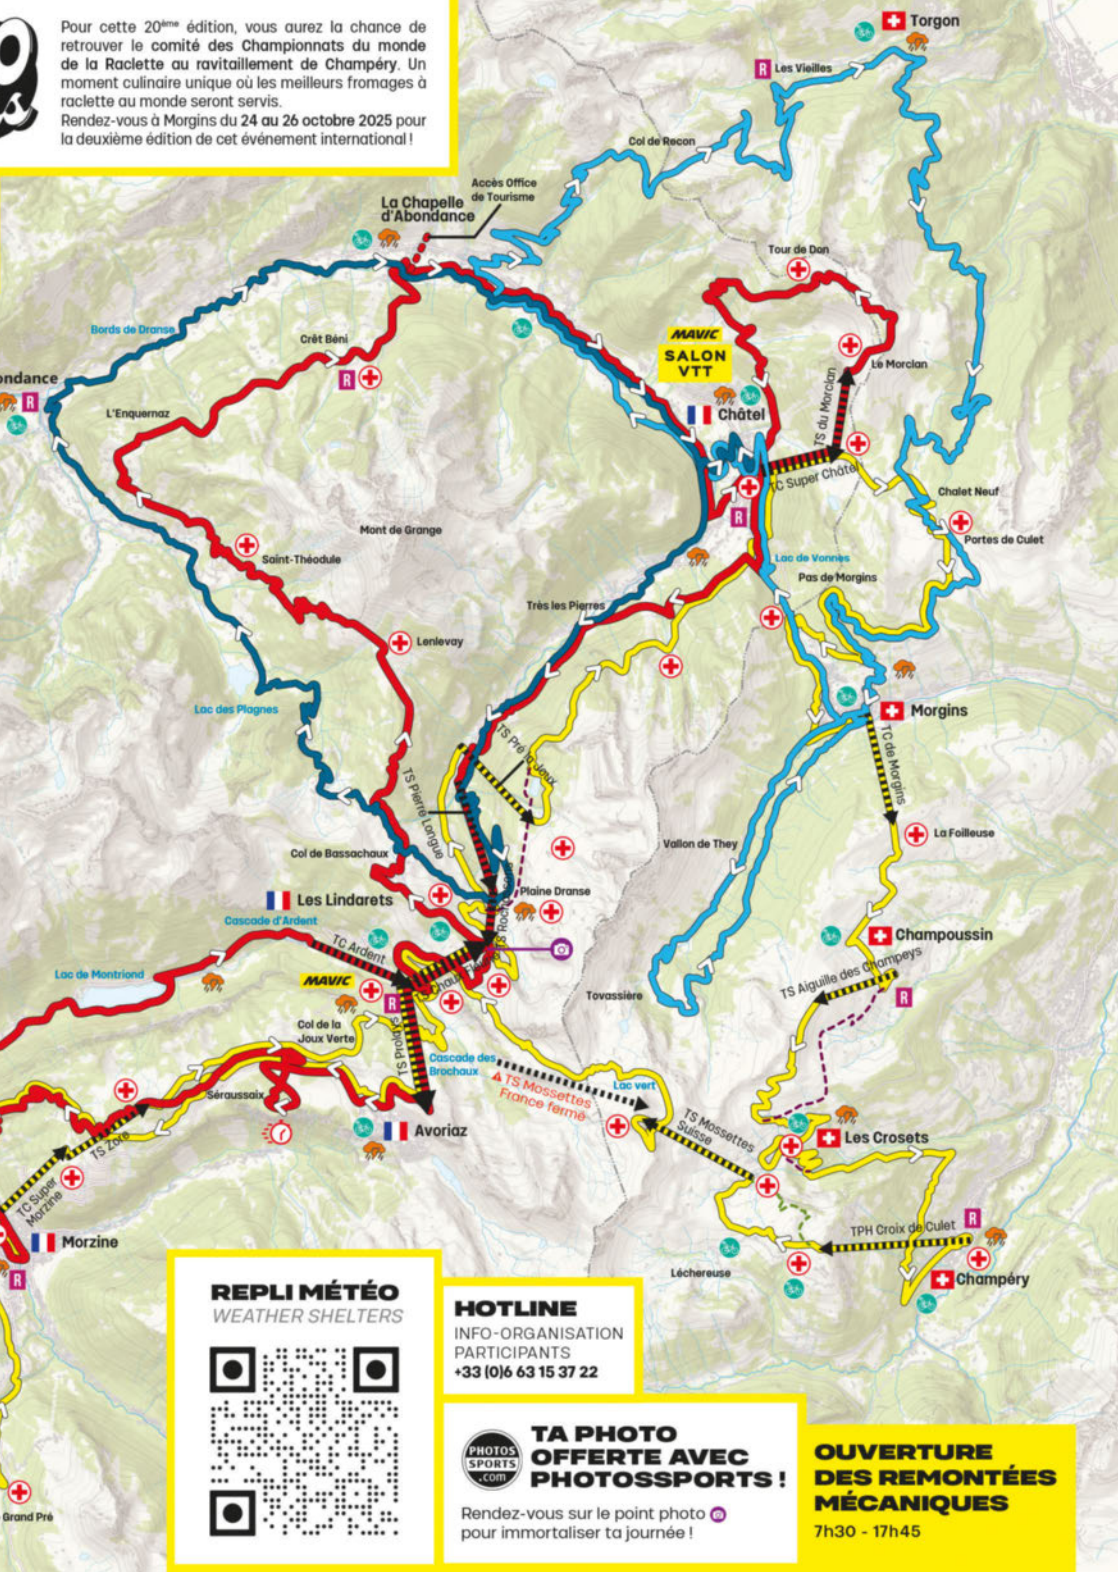 Pour cette 20ème édition, vous aurez la chance de
retrouver le comité des Championnats du monde
de la Raclette au ravitaillement de Champéry. Un
moment culinaire unique où les meilleurs fromages à
raclette au monde seront servis.
Rendez-vous à Morgins du 24 au 26 octobre 2025 pour
la deuxième édition de cet événement international !
Torgon
R Les Vieilles
Col de Recon
Accès Office
de Tourisme
La Chapelle
d'Abondance
Tour de Don
Bords de Dranse
Crêt Béni
R
MAVIC
SALON
VTT
Le Morclan
TS du Morclan
ondance
R
L'Enquernaz
Châtel
TC Super Châtel
Chalet Neuf
R
Mont de Grange
Portes de Culet
Saint-Théodule
Lac de Vonnes
Pas de Morgins
Très les Pierres
Lenlevay
Lac des Plagnes
Morgins
TS Pré la Joux
TC de Morgins
TS Pierre Longue
La Foilleuse
Vallon de They
Col de Bassachaux
Plaine Dranse
Les Lindarets
Cascade d'Ardent
TC Ardent
Champoussin
Lac de Montriond
MAVIC
TS Aiguille des Champeys
R
Tovassière
R
Col de la
Joux Verte
TS Prolays
Cascade des
Brochaux
TS Mossettes
France fermé
Lac vert
Séraussaix
TS Mossettes
Suisse
Avoriaz
Les Crosets
TS Zore
TC Super
Morzine
Morzine
R
TPH Croix de Culet
R
Léchereuse
Champéry
REPLI MÉTÉO
WEATHER SHELTERS
HOTLINE
INFO-ORGANISATION
PARTICIPANTS
+33 (0)6 63 15 37 22
PHOTOS
SPORTS
.com
TA PHOTO
OFFERTE AVEC
PHOTOSSPORTS !
Rendez-vous sur le point photo
pour immortaliser ta journée !
OUVERTURE
DES REMONTÉES
MÉCANIQUES
7h30 - 17h45
Grand Pré